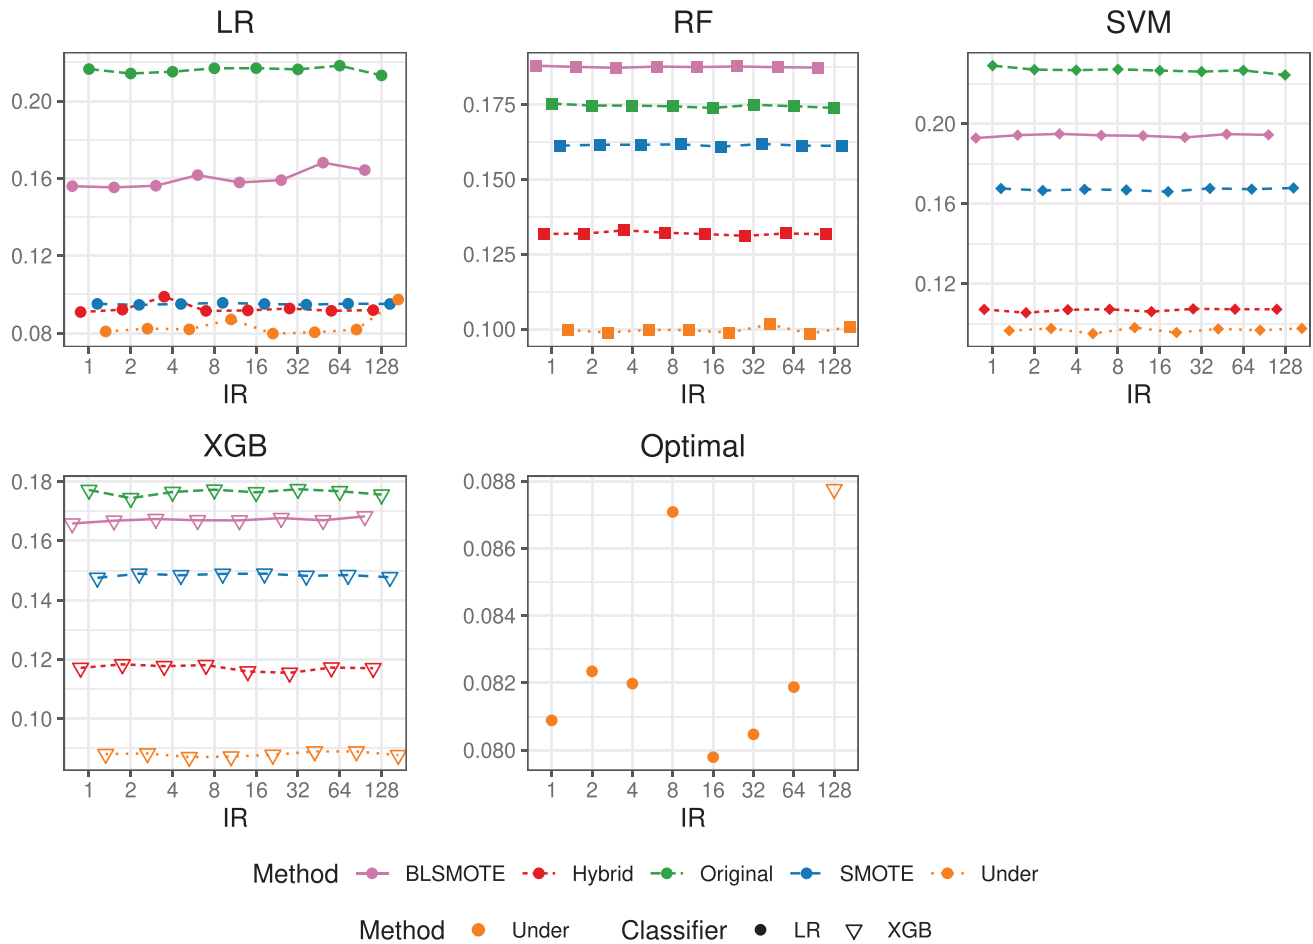 LR RF SVM
0.20
0.16
0.12
0.08
1 2 4 8 16 32 64 128
IR
0.175
0.150
0.125
0.100
1 2 4 8 16 32 64 128
IR
0.20
0.16
0.12
1 2 4 8 16 32 64 128
IR
XGB Optimal
0.18
0.16
0.14
0.12
0.10
1 2 4 8 16 32 64 128
IR
0.088
0.086
0.084
0.082
0.080
1 2 4 8 16 32 64 128
IR
Method BLSMOTE Hybrid Original SMOTE Under
Method Under Classifier LR XGB